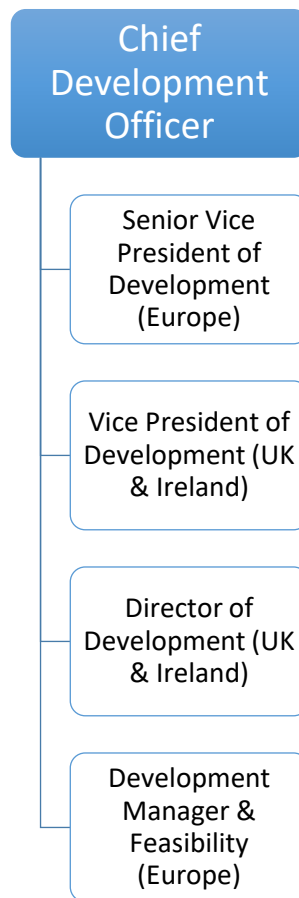 Chief
Development
Officer
Senior Vice
President of
Development
(Europe)
Vice President of
Development (UK
& Ireland)
Director of
Development (UK
& Ireland)
Development
Manager &
Feasibility
(Europe)